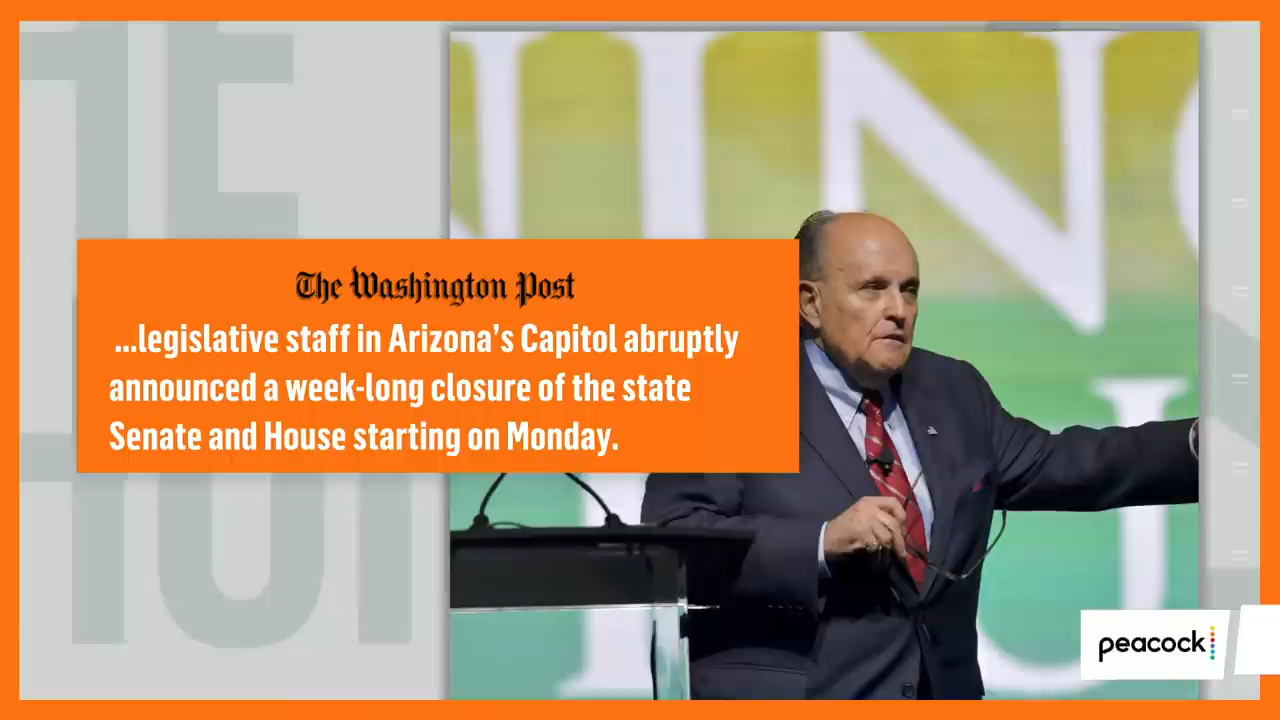 The Washington Post
...legislative staff in Arizona's Capitol abruptly
announced a week-long closure of the state
Senate and House starting on Monday.
peacock